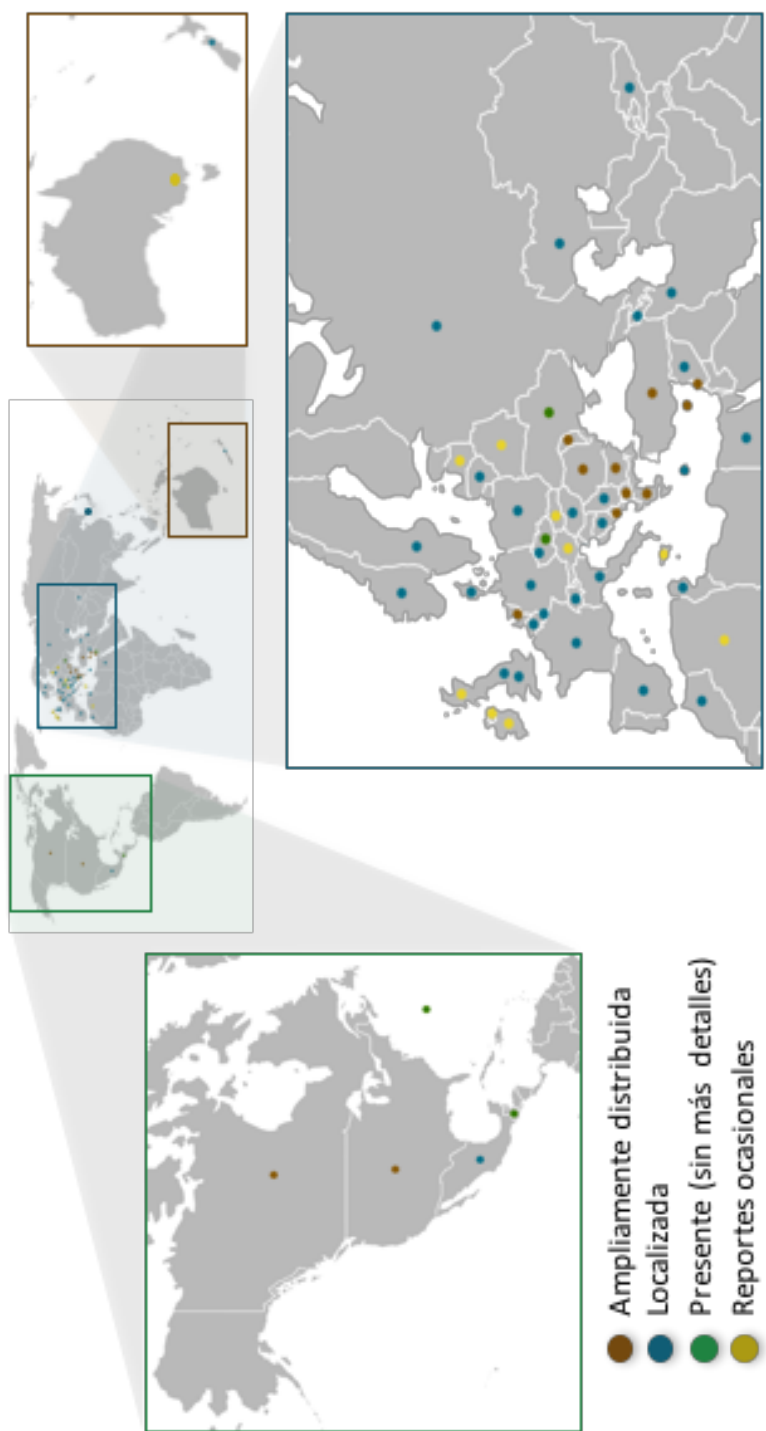 Ampliamente distribuida
Localizada
Presente (sin más detalles)
Reportes ocasionales